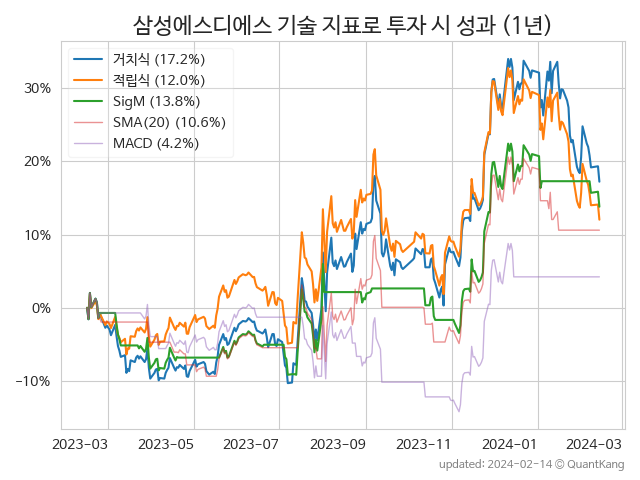 삼성에스디에스 기술 지표로 투자 시 성과 (1년)
거치식 (17.2%)
적립식 (12.0%)
SigM (13.8%)
SMA(20) (10.6%)
MACD (4.2%)
30%
20%
10%
0%
−10%
2023-03 2023-05 2023-07 2023-09 2023-11 2024-01 2024-03
updated: 2024-02-14 © QuantKang